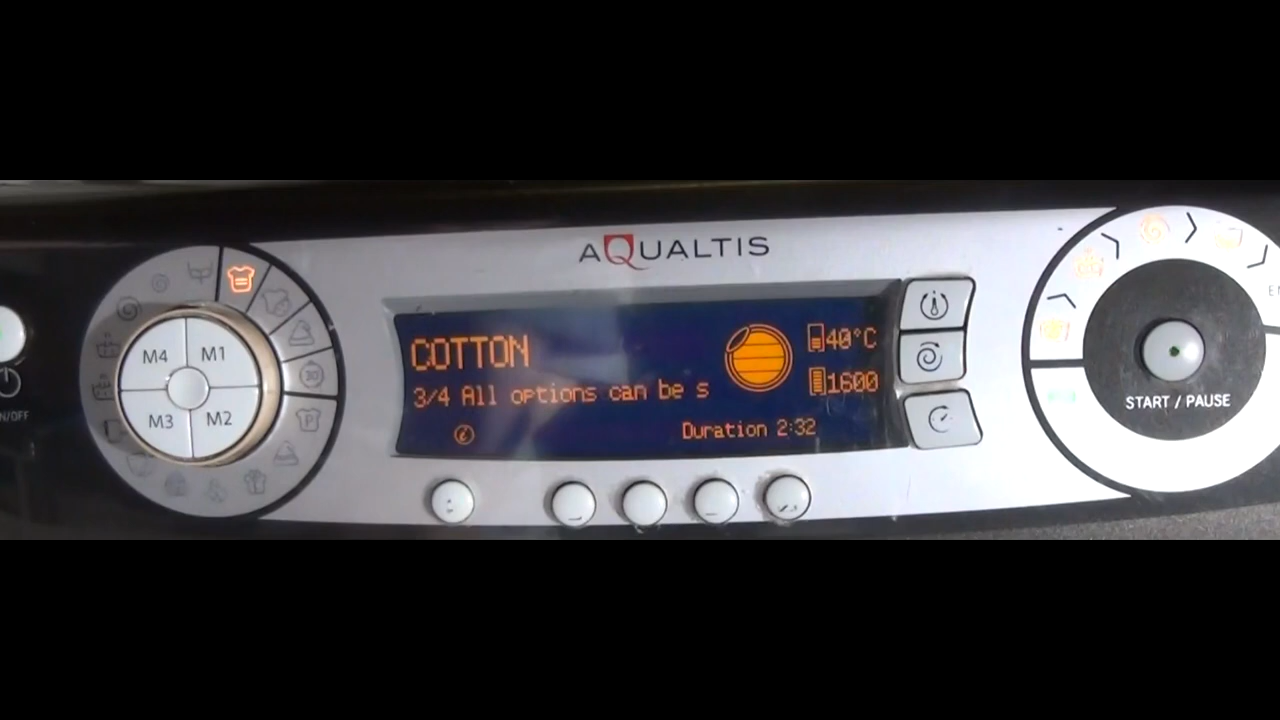 AQUALTIS
M4 M1
M3 M2
COTTON
3/4 All options can be s
Duration 2:32
40°C
1600
30
P
i
N/OFF
START / PAUSE